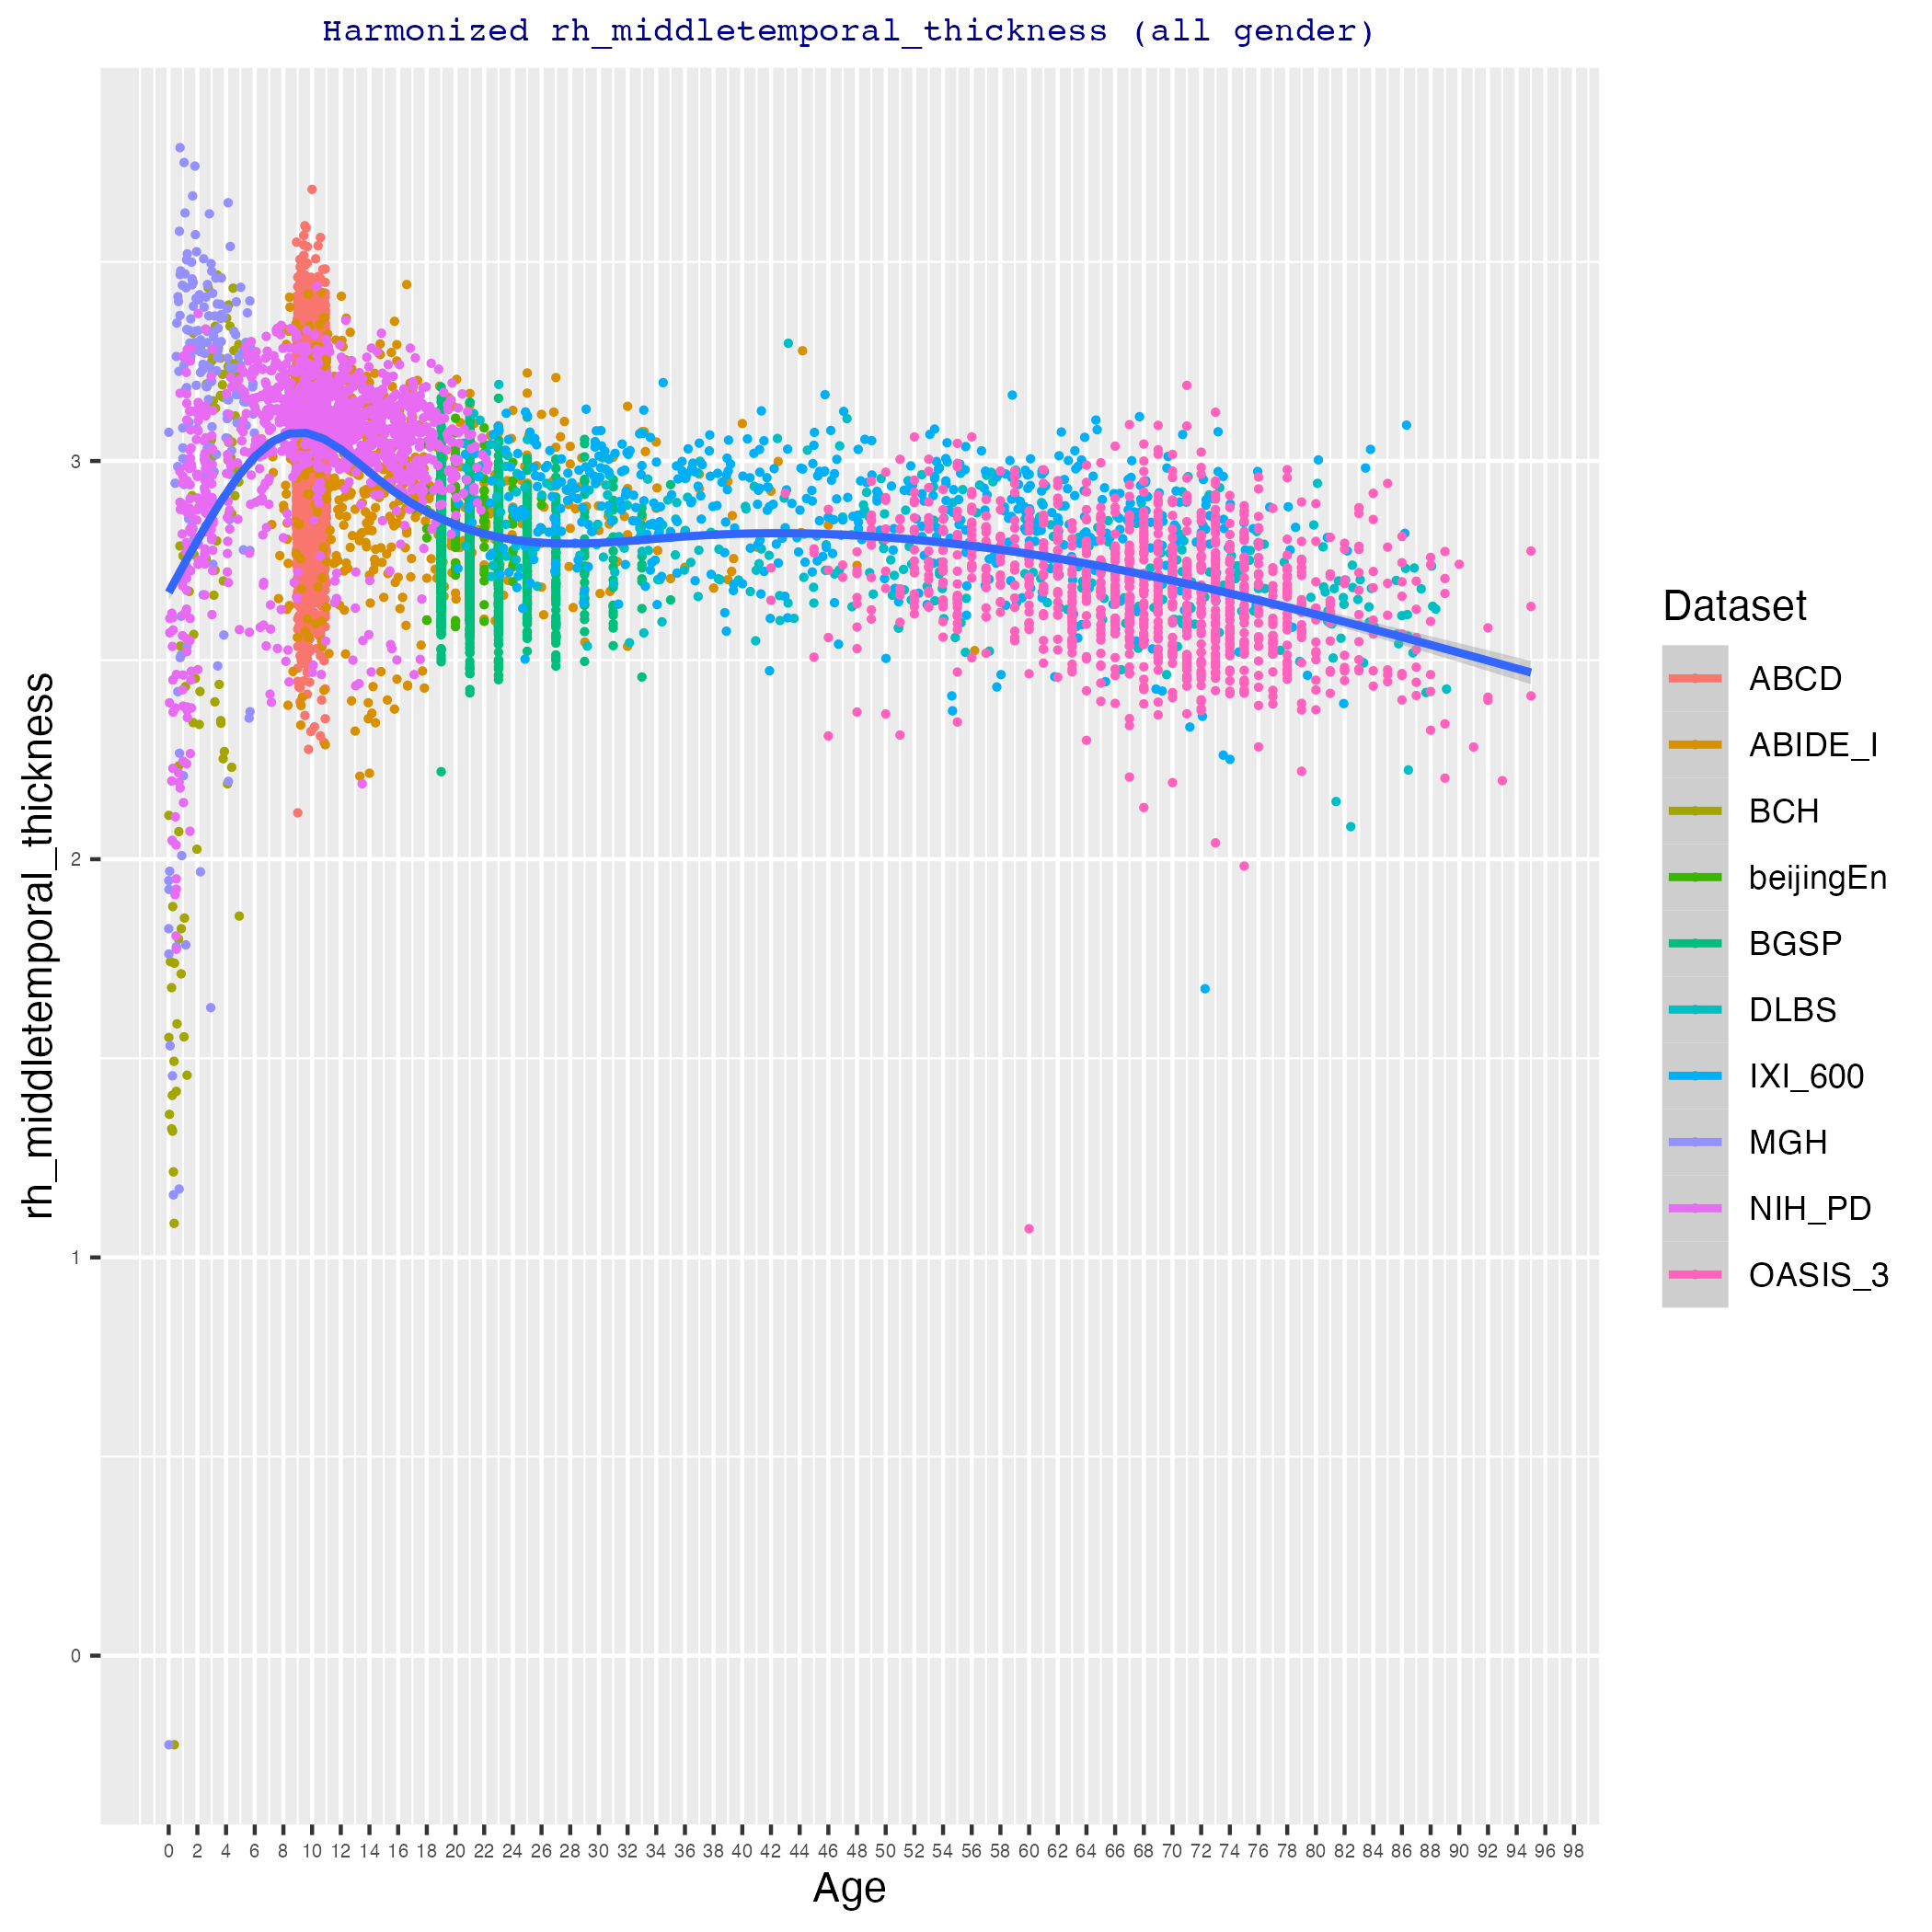 Harmonized rh_middletemporal_thickness (all gender)
rh_middletemporal_thickness
3
2
1
0
0 2 4 6 8 10 12 14 16 18 20 22 24 26 28 30 32 34 36 38 40 42 44 46 48 50 52 54 56 58 60 62 64 66 68 70 72 74 76 78 80 82 84 86 88 90 92 94 96 98
Age
Dataset
ABCD
ABIDE_I
BCH
beijingEn
BGSP
DLBS
IXI_600
MGH
NIH_PD
OASIS_3